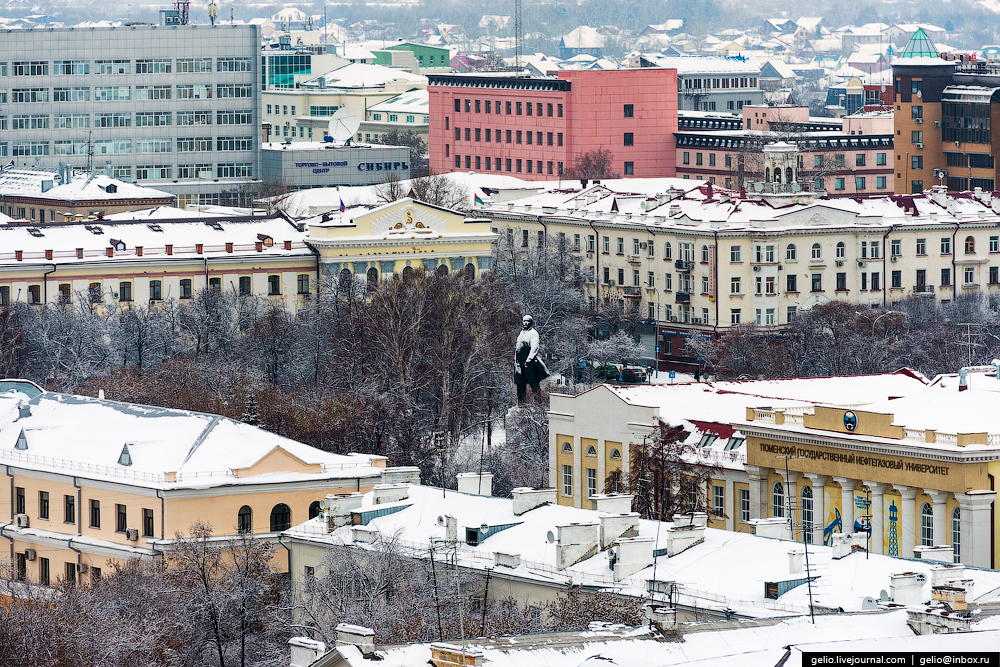 ТОРГОВО-БЫТОВОЙ
ЦЕНТР
СИБИРЬ
ТЮМЕНСКИЙ ГОСУДАРСТВЕННЫЙ НЕФТЕГАЗОВЫЙ УНИВЕРСИТЕТ
gelio.livejournal.com / gelio@inbox.ru